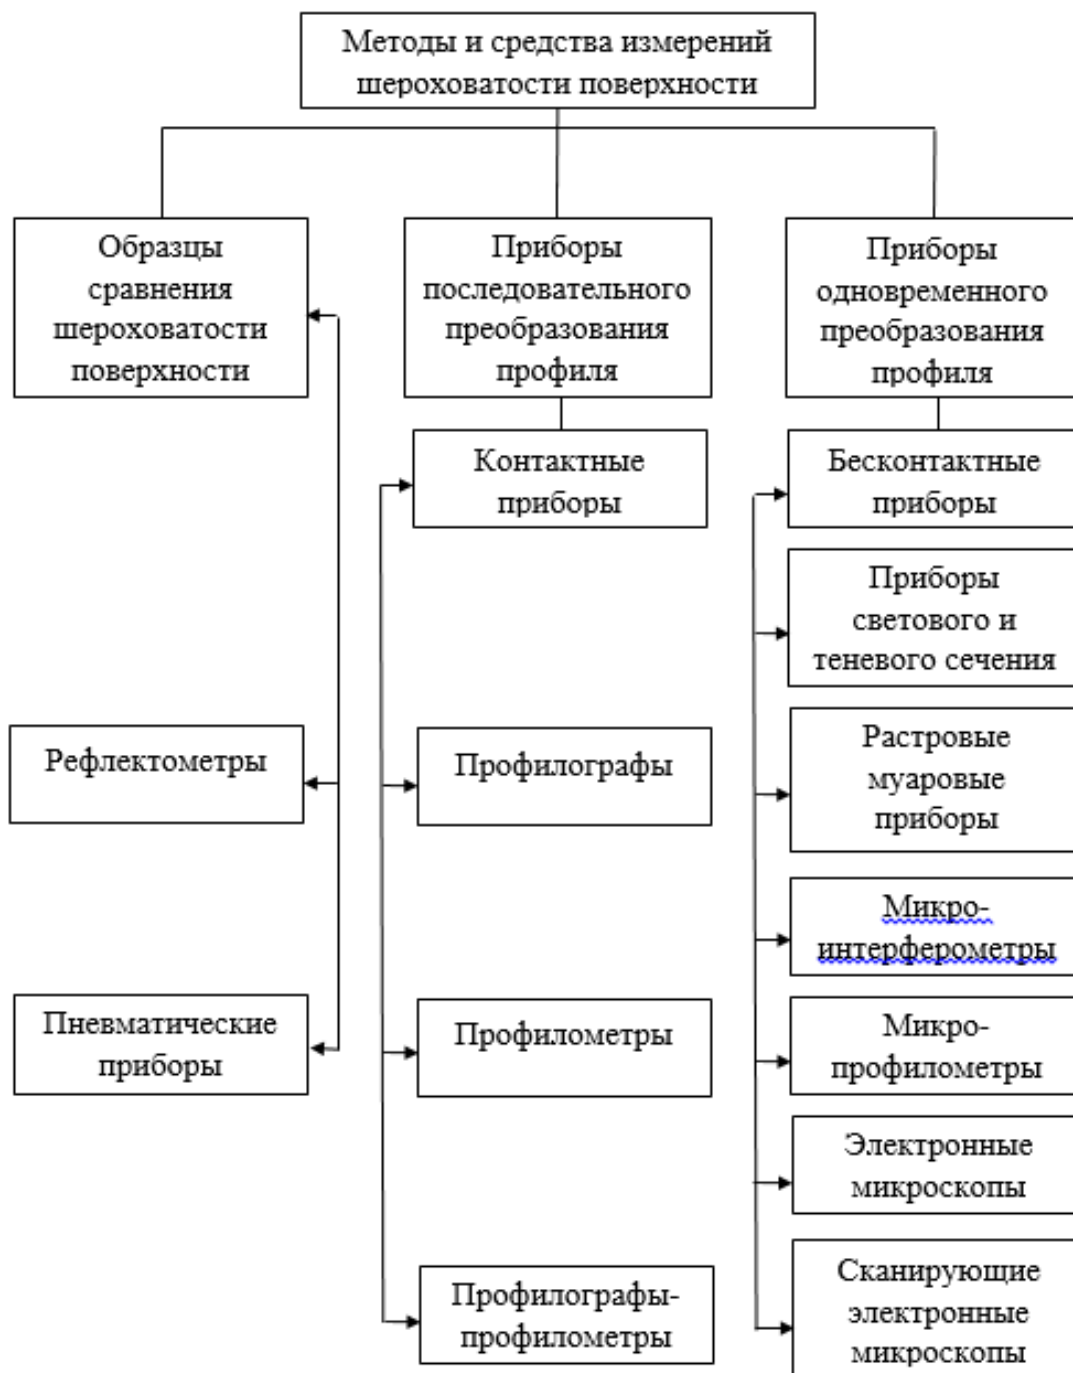 Методы и средства измерений
шероховатости поверхности
Образцы
сравнения
шероховатости
поверхности
Приборы
последовательного
преобразования
профиля
Приборы
одновременного
преобразования
профиля
Контактные
приборы
Бесконтактные
приборы
Приборы
светового и
теневого сечения
Рефлектометры
Профилографы
Растровые
муаровые
приборы
Микро-
интерферометры
Пневматические
приборы
Профилометры
Микро-
профилометры
Электронные
микроскопы
Профилографы-
профилометры
Сканирующие
электронные
микроскопы